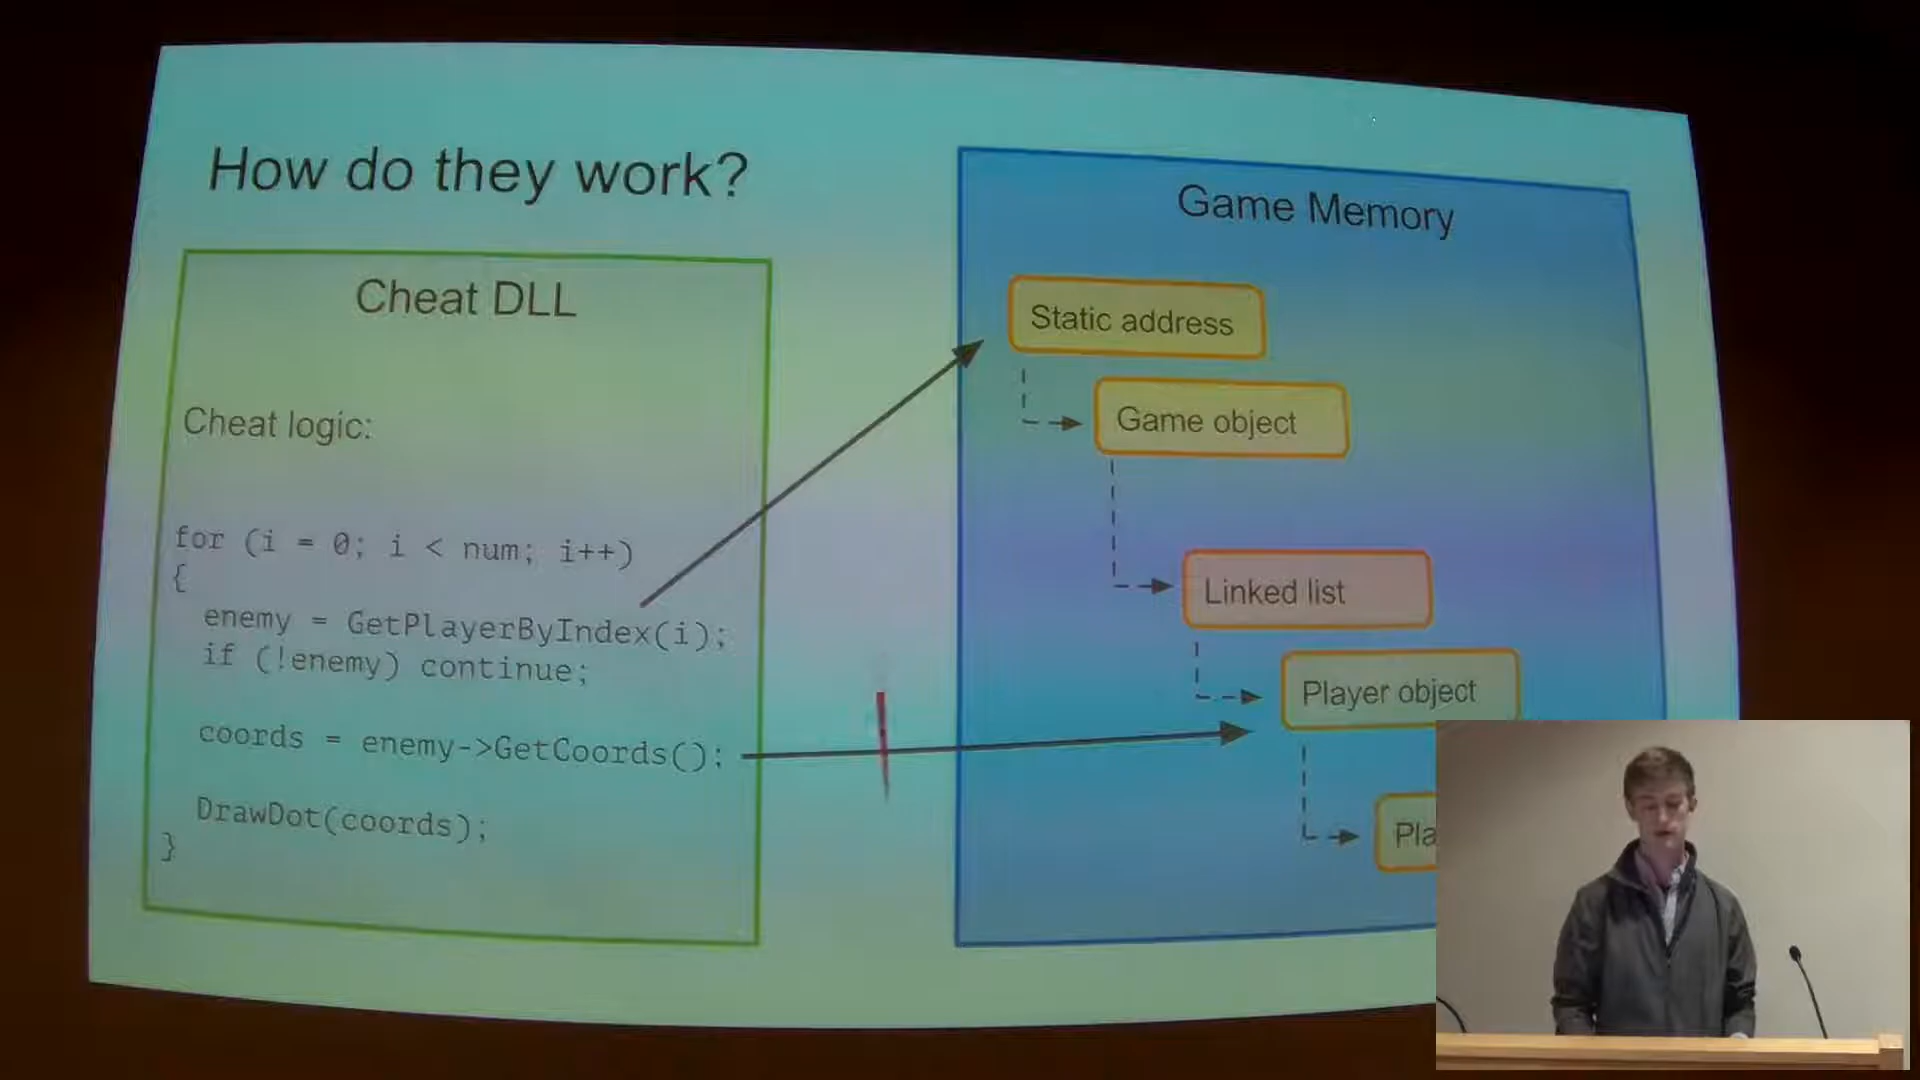 How do they work?
Cheat DLL
Cheat logic:
for (i = 0; i < num; i++)
{
enemy = GetPlayerByIndex(i);
if (!enemy) continue;
coords = enemy->GetCoords();
DrawDot(coords);
}
Game Memory
Static address
Game object
Linked list
Player object